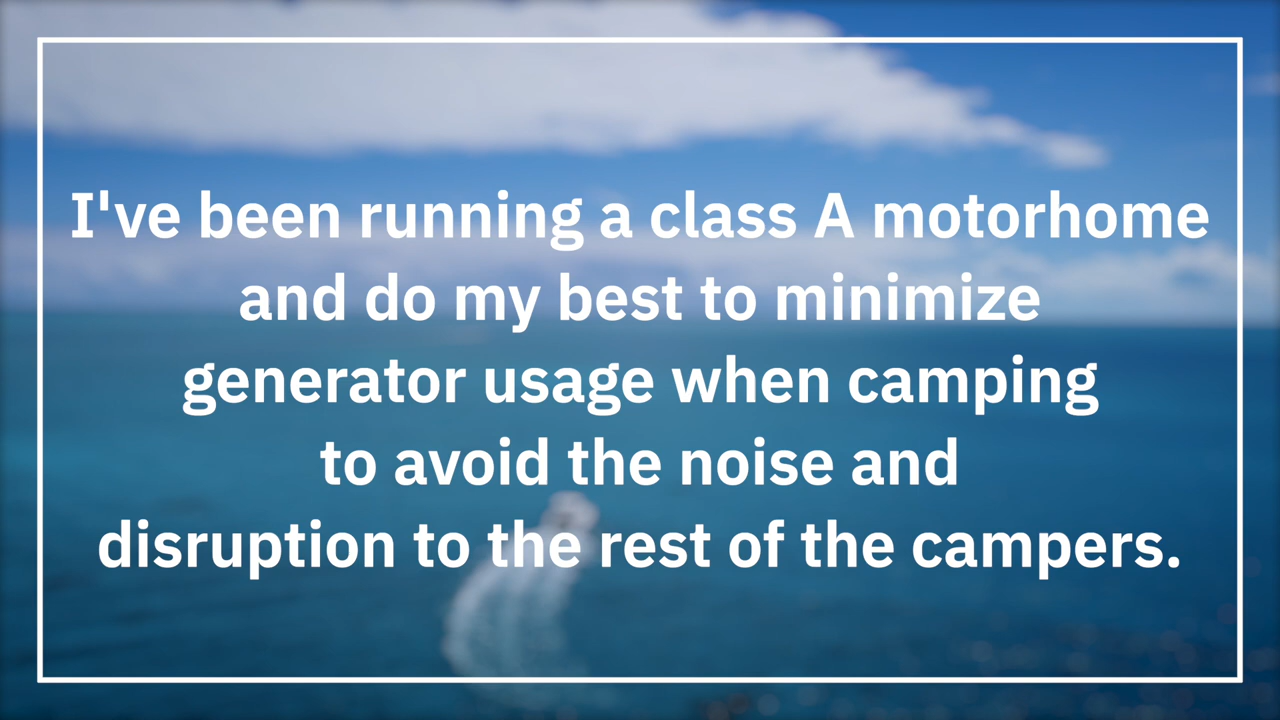 I've been running a class A motorhome
and do my best to minimize
generator usage when camping
to avoid the noise and
disruption to the rest of the campers.